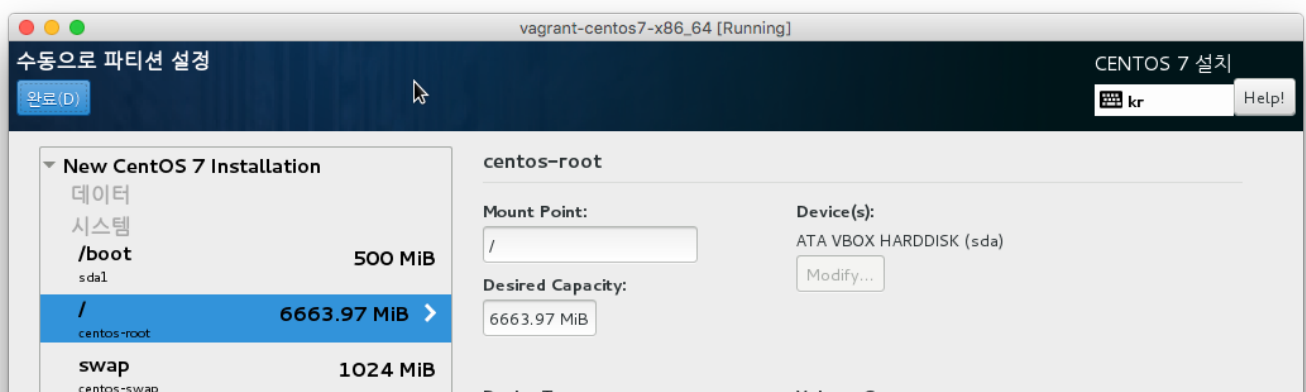 vagrant-centos7-x86_64 [Running]
수동으로 파티션 설정
CENTOS 7 설치
완료(D)
kr
Help!
New CentOS 7 Installation
데이터
시스템
/boot
500 MiB
sda1
/
6663.97 MiB
centos-root
swap
1024 MiB
centos-swap
centos-root
Mount Point:
/
Desired Capacity:
6663.97 MiB
Device(s):
ATA VBOX HARDDISK (sda)
Modify...